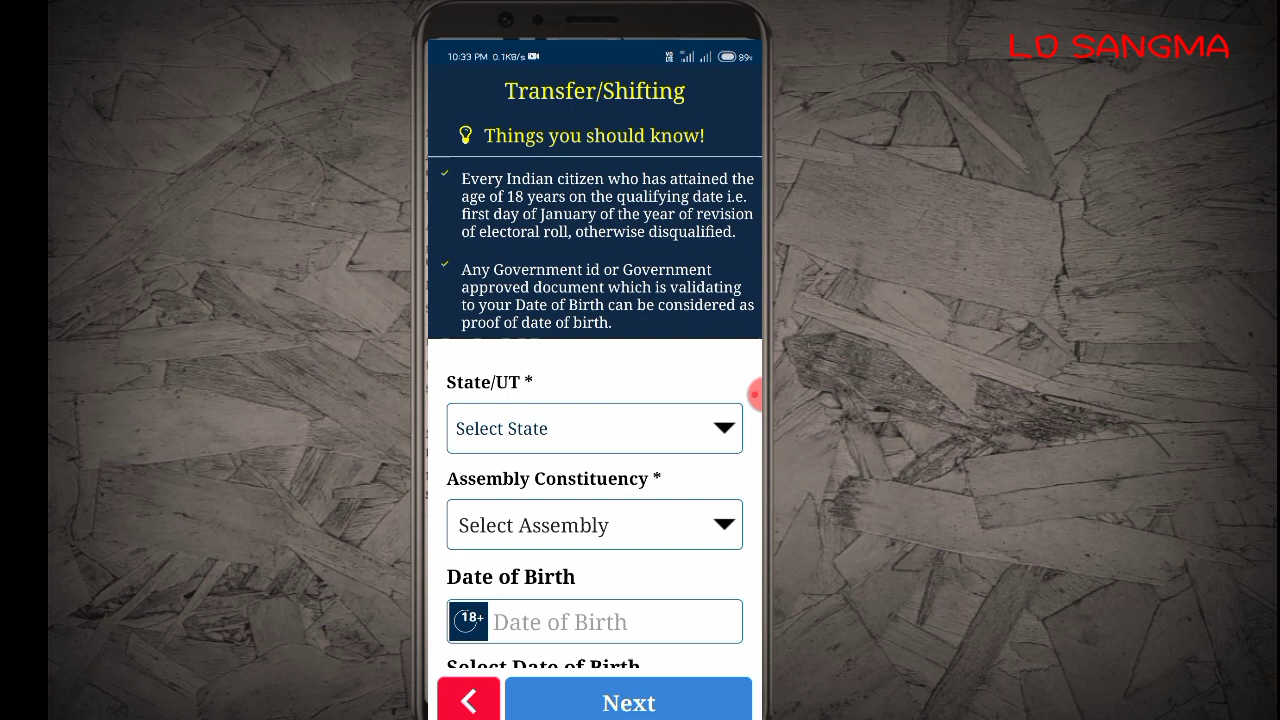 LD SANGMA
10:33 PM 0.1KB/s
VO
LTE
89%
Transfer/Shifting
Things you should know!
Every Indian citizen who has attained the
age of 18 years on the qualifying date i.e.
first day of January of the year of revision
of electoral roll, otherwise disqualified.
Any Government id or Government
approved document which is validating
to your Date of Birth can be considered as
proof of date of birth.
State/UT *
Select State
Assembly Constituency *
Select Assembly
Date of Birth
18+
Date of Birth
Select Date of Birth
Next